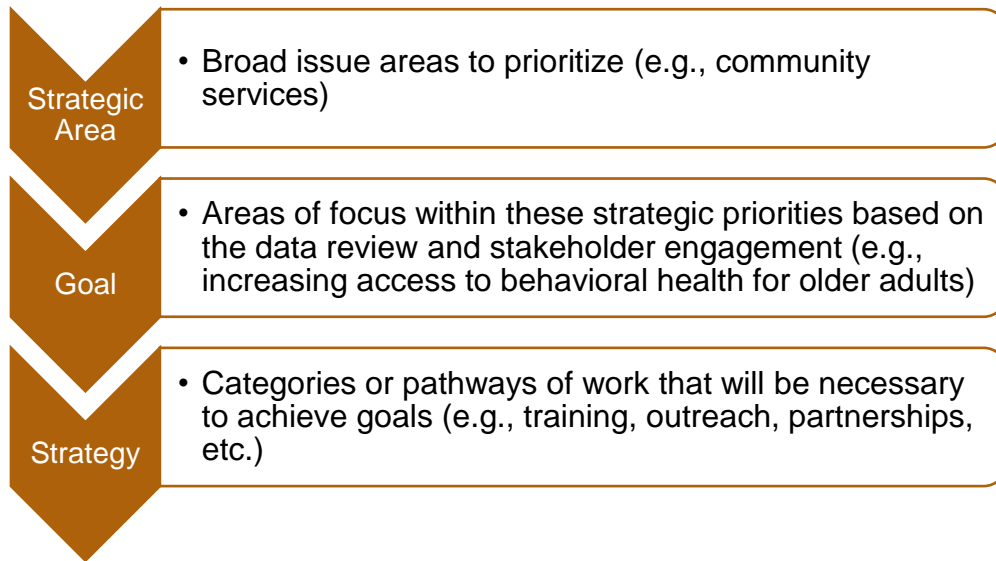 Strategic
Area
• Broad issue areas to prioritize (e.g., community
services)
Goal
• Areas of focus within these strategic priorities based on
the data review and stakeholder engagement (e.g.,
increasing access to behavioral health for older adults)
Strategy
• Categories or pathways of work that will be necessary
to achieve goals (e.g., training, outreach, partnerships,
etc.)